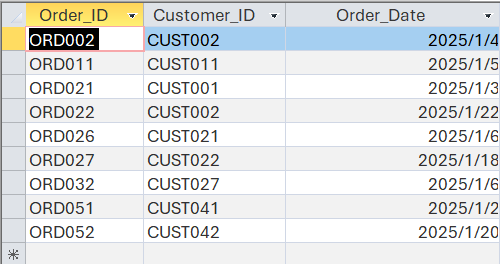 Order_ID Customer_ID Order_Date
ORD002 CUST002 2025/1/4
ORD011 CUST011 2025/1/5
ORD021 CUST001 2025/1/3
ORD022 CUST002 2025/1/22
ORD026 CUST021 2025/1/6
ORD027 CUST022 2025/1/18
ORD032 CUST027 2025/1/6
ORD051 CUST041 2025/1/2
ORD052 CUST042 2025/1/20